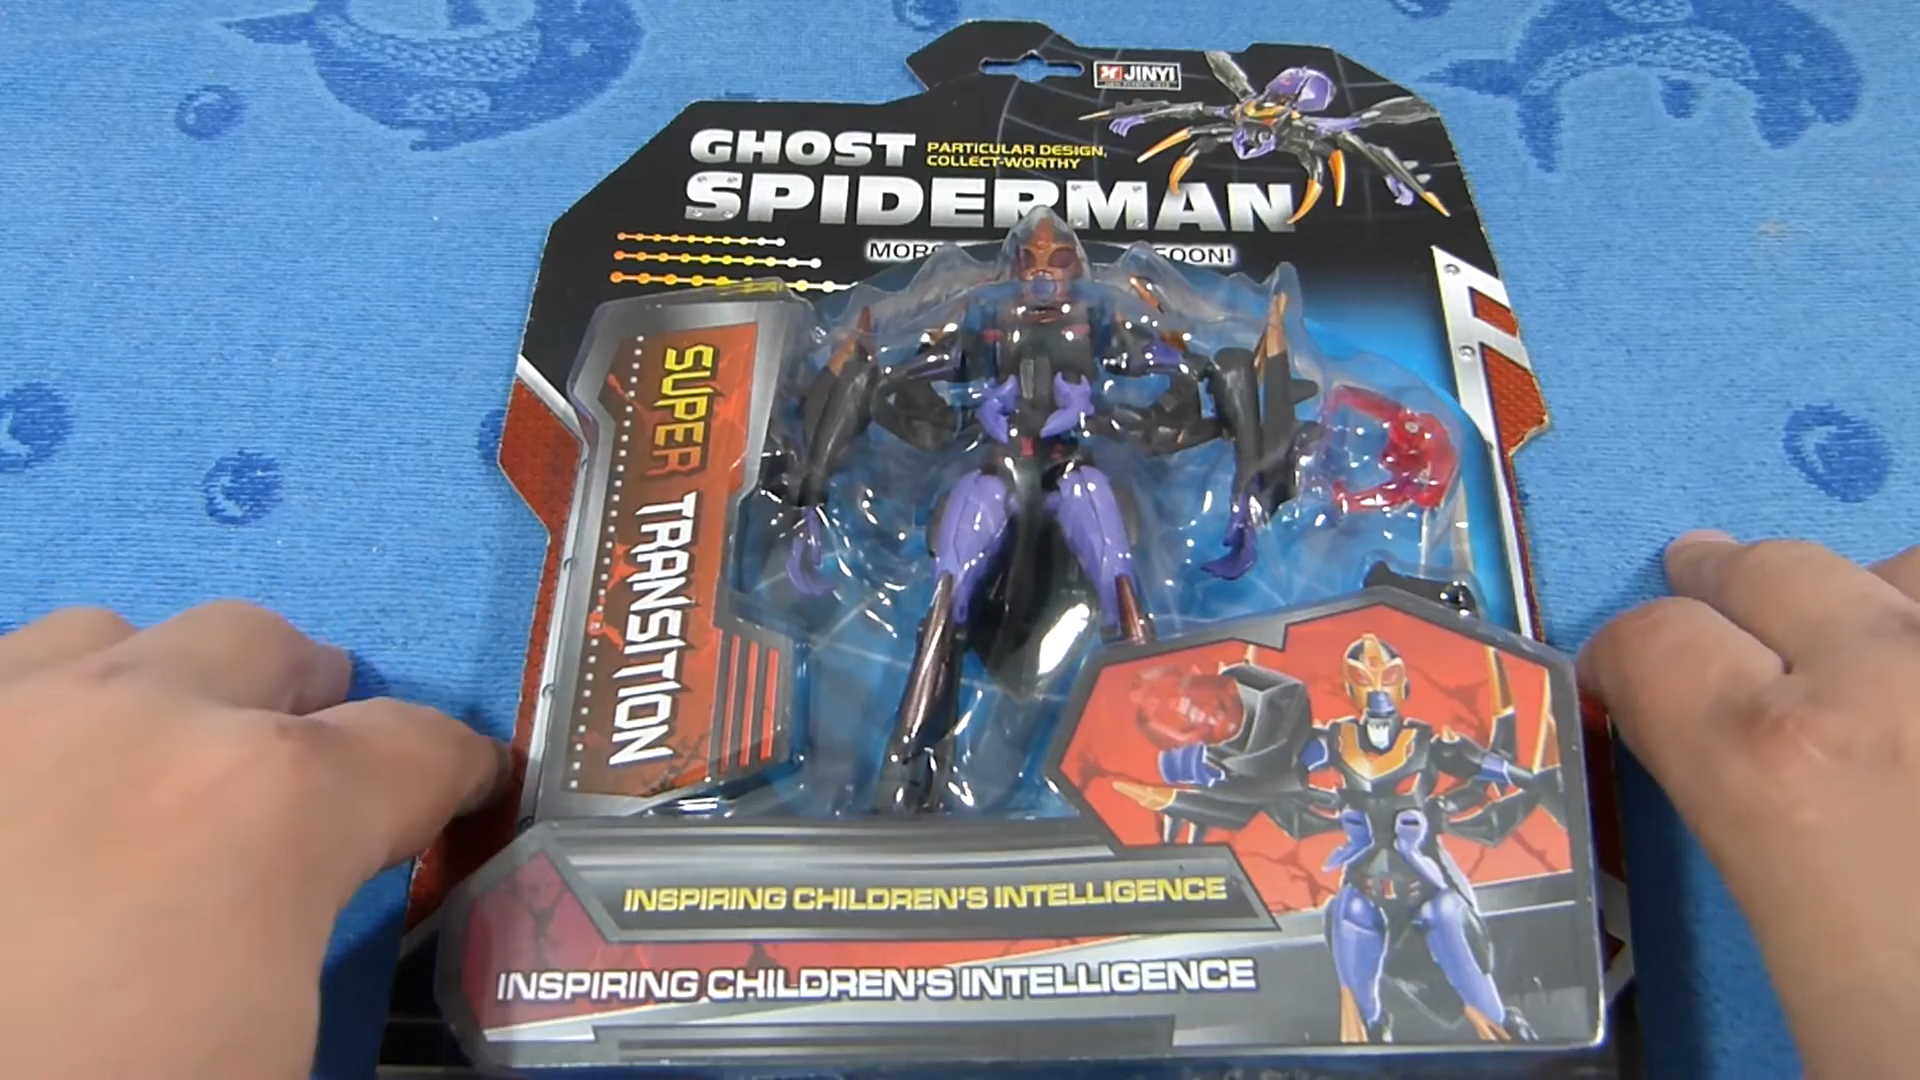 JINYI
GHOST
PARTICULAR DESIGN,
COLLECT-WORTHY
SPIDERMAN
SOON!
SUPER TRANSITION
INSPIRING CHILDREN'S INTELLIGENCE
INSPIRING CHILDREN'S INTELLIGENCE